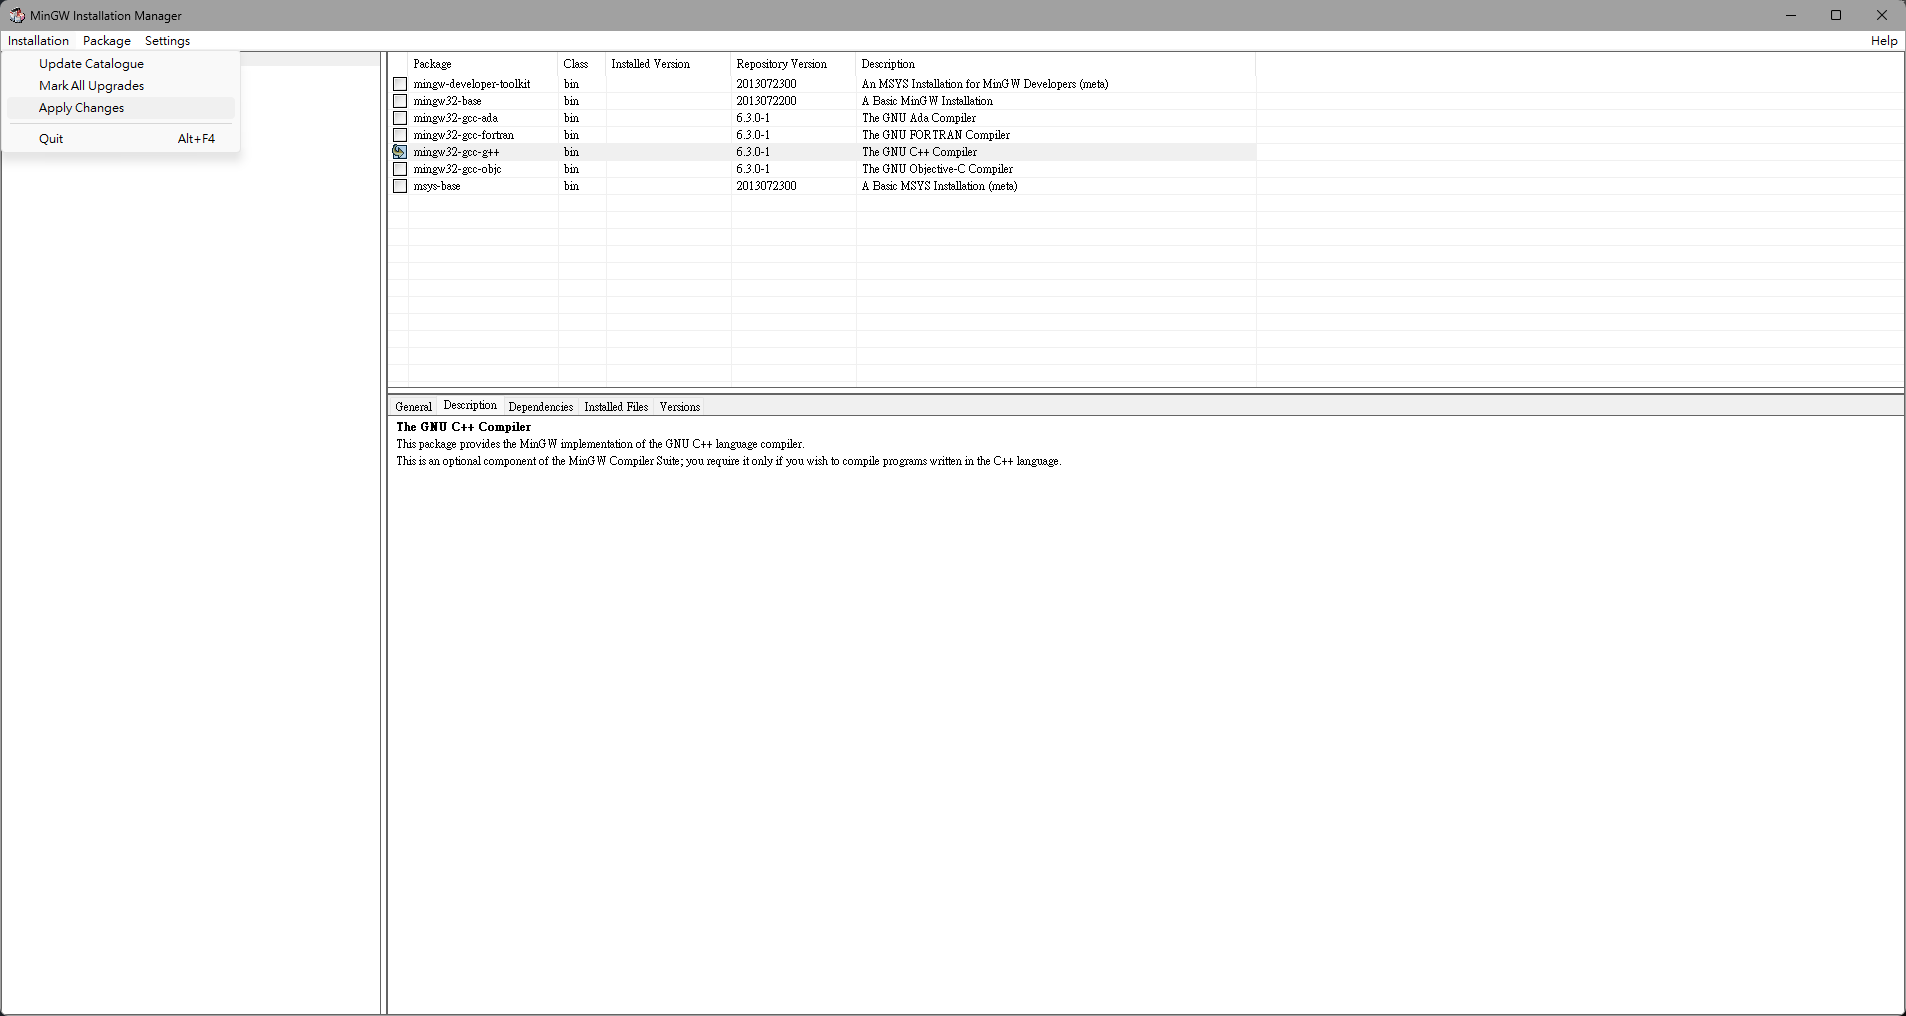 MinGW Installation Manager
Installation Package Settings Help
Update Catalogue
Mark All Upgrades
Apply Changes
Quit Alt+F4
Package Class Installed Version Repository Version Description
mingw-developer-toolkit bin 2013072300 An MSYS Installation for MinGW Developers (meta)
mingw32-base bin 2013072200 A Basic MinGW Installation
mingw32-gcc-ada bin 6.3.0-1 The GNU Ada Compiler
mingw32-gcc-fortran bin 6.3.0-1 The GNU FORTRAN Compiler
mingw32-gcc-g++ bin 6.3.0-1 The GNU C++ Compiler
mingw32-gcc-objc bin 6.3.0-1 The GNU Objective-C Compiler
msys-base bin 2013072300 A Basic MSYS Installation (meta)
General Description Dependencies Installed Files Versions
The GNU C++ Compiler
This package provides the MinGW implementation of the GNU C++ language compiler.
This is an optional component of the MinGW Compiler Suite; you require it only if you wish to compile programs written in the C++ language.